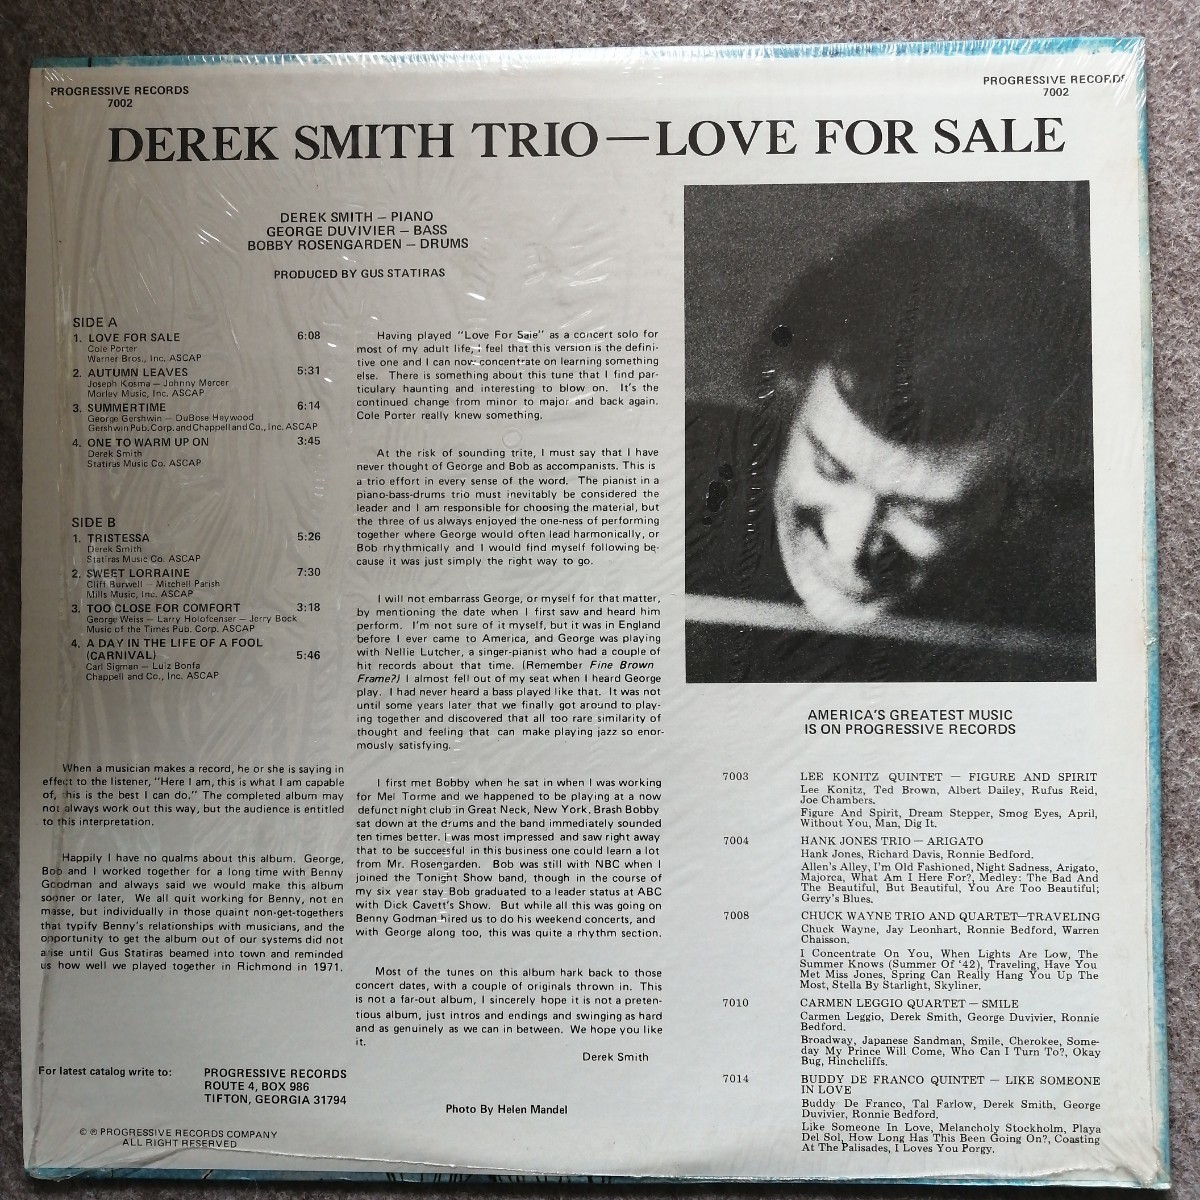 PROGRESSIVE RECORDS
7002
PROGRESSIVE RECORDS
7002
DEREK SMITH TRIO—LOVE FOR SALE
DEREK SMITH – PIANO
GEORGE DUVIVIER – BASS
BOBBY ROSENGARDEN – DRUMS
PRODUCED BY GUS STATIRAS
SIDE A
1. LOVE FOR SALE 6:08
Cole Porter
Warner Bros., Inc. ASCAP
2. AUTUMN LEAVES 5:31
Joseph Kosma – Johnny Mercer
Morley Music, Inc. ASCAP
3. SUMMERTIME 6:14
George Gershwin – DuBose Heywood
Gershwin Pub. Corp. and Chappell and Co., Inc. ASCAP
4. ONE TO WARM UP ON 3:45
Derek Smith
Statiras Music Co. ASCAP
SIDE B
1. TRISTESSA 5:26
Derek Smith
Statiras Music Co. ASCAP
2. SWEET LORRAINE 7:30
Cliff Burwell – Mitchell Parish
Mills Music, Inc. ASCAP
3. TOO CLOSE FOR COMFORT 3:18
George Weiss – Larry Holofcenser – Jerry Bock
Music of the Times Pub. Corp. ASCAP
4. A DAY IN THE LIFE OF A FOOL
(CARNIVAL) 5:46
Carl Sigman – Luiz Bonfa
Chappell and Co., Inc. ASCAP
When a musician makes a record, he or she is saying in
effect to the listener, "Here I am, this is what I am capable
of, this is the best I can do." The completed album may
not always work out this way, but the audience is entitled
to this interpretation.
Happily I have no qualms about this album. George,
Bob and I worked together for a long time with Benny
Goodman and always said we would make this album
sooner or later, We all quit working for Benny, not en
masse, but individually in those quaint non-get-togethers
that typify Benny's relationships with musicians, and the
opportunity to get the album out of our systems did not
arise until Gus Statiras beamed into town and reminded
us how well we played together in Richmond in 1971.
Having played "Love For Sale" as a concert solo for
most of my adult life, I feel that this version is the defini-
tive one and I can now concentrate on learning something
else. There is something about this tune that I find par-
ticulary haunting and interesting to blow on. It's the
continued change from minor to major and back again.
Cole Porter really knew something.
At the risk of sounding trite, I must say that I have
never thought of George and Bob as accompanists. This is
a trio effort in every sense of the word. The pianist in a
piano-bass-drums trio must inevitably be considered the
leader and I am responsible for choosing the material, but
the three of us always enjoyed the one-ness of performing
together where George would often lead harmonically, or
Bob rhythmically and I would find myself following be-
cause it was just simply the right way to go.
I will not embarrass George, or myself for that matter,
by mentioning the date when I first saw and heard him
perform. I'm not sure of it myself, but it was in England
before I ever came to America, and George was playing
with Nellie Lutcher, a singer-pianist who had a couple of
hit records about that time. (Remember Fine Brown
Frame?) I almost fell out of my seat when I heard George
play. I had never heard a bass played like that. It was not
until some years later that we finally got around to play-
ing together and discovered that all too rare similarity of
thought and feeling that can make playing jazz so enor-
mously satisfying.
I first met Bobby when he sat in when I was working
for Mel Torme and we happened to be playing at a now
defunct night club in Great Neck, New York. Brash Bobby
sat down at the drums and the band immediately sounded
ten times better. I was most impressed and saw right away
that to be successful in this business one could learn a lot
from Mr. Rosengarden. Bob was still with NBC when I
joined the Tonight Show band, though in the course of
my six year stay Bob graduated to a leader status at ABC
with Dick Cavett's Show. But while all this was going on
Benny Godman hired us to do his weekend concerts, and
with George along too, this was quite a rhythm section.
Most of the tunes on this album hark back to those
concert dates, with a couple of originals thrown in. This
is not a far-out album, I sincerely hope it is not a preten-
tious album, just intros and endings and swinging as hard
and as genuinely as we can in between. We hope you like
it.
Derek Smith
Photo By Helen Mandel
AMERICA'S GREATEST MUSIC
IS ON PROGRESSIVE RECORDS
7003 LEE KONITZ QUINTET — FIGURE AND SPIRIT
Lee Konitz, Ted Brown, Albert Dailey, Rufus Reid,
Joe Chambers.
Figure And Spirit, Dream Stepper, Smog Eyes, April,
Without You, Man, Dig It.
7004 HANK JONES TRIO — ARIGATO
Hank Jones, Richard Davis, Ronnie Bedford.
Allen's Alley, I'm Old Fashioned, Night Sadness, Arigato,
Majorca, What Am I Here For?, Medley: The Bad And
The Beautiful, But Beautiful, You Are Too Beautiful;
Gerry's Blues.
7008 CHUCK WAYNE TRIO AND QUARTET—TRAVELING
Chuck Wayne, Jay Leonhart, Ronnie Bedford, Warren
Chaisson.
I Concentrate On You, When Lights Are Low, The
Summer Knows (Summer Of '42), Traveling, Have You
Met Miss Jones, Spring Can Really Hang You Up The
Most, Stella By Starlight, Skyliner.
7010 CARMEN LEGGIO QUARTET — SMILE
Carmen Leggio, Derek Smith, George Duvivier, Ronnie
Bedford.
Broadway, Japanese Sandman, Smile, Cherokee, Some-
day My Prince Will Come, Who Can I Turn To?, Okay
Bug, Hinchcliffs.
7014 BUDDY DE FRANCO QUINTET — LIKE SOMEONE
IN LOVE
Buddy De Franco, Tal Farlow, Derek Smith, George
Duvivier, Ronnie Bedford,
Like Someone In Love, Melancholy Stockholm, Playa
Del Sol, How Long Has This Been Going On?, Coasting
At The Palisades, I Loves You Porgy.
For latest catalog write to: PROGRESSIVE RECORDS
ROUTE 4, BOX 986
TIFTON, GEORGIA 31794
© ℗ PROGRESSIVE RECORDS COMPANY
ALL RIGHT RESERVED